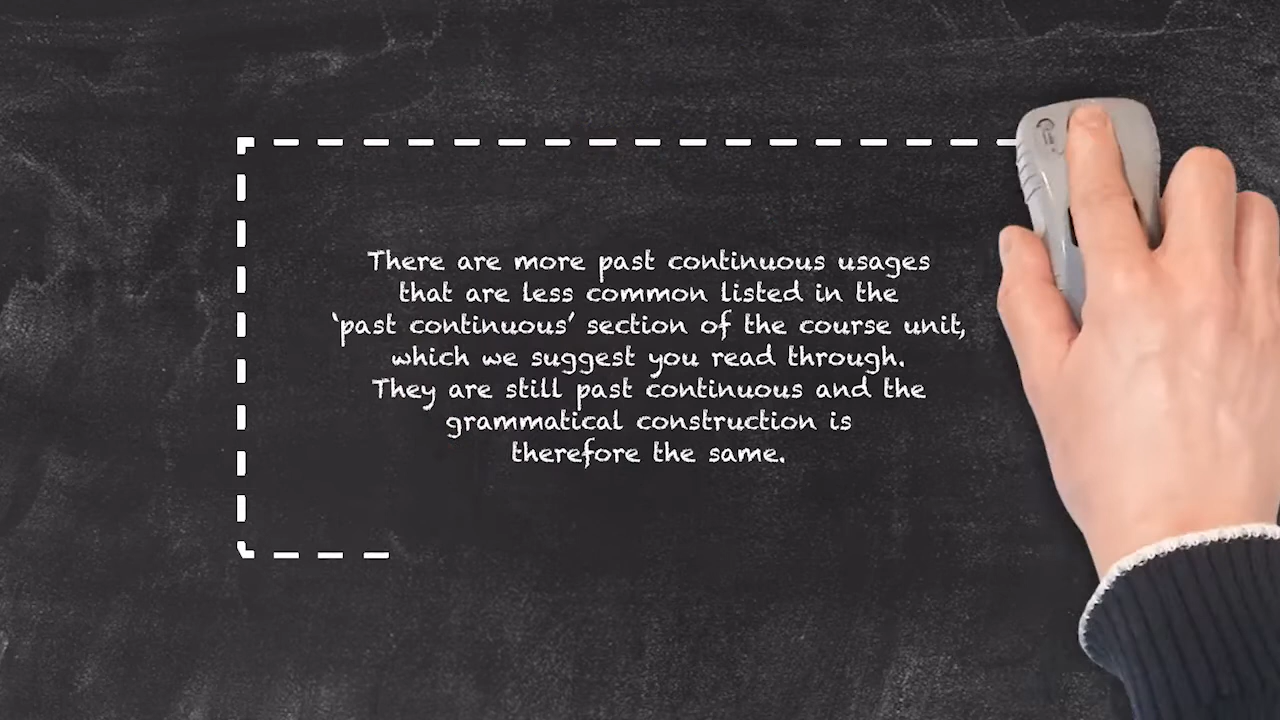 There are more past continuous usages
that are less common listed in the
‘past continuous’ section of the course unit,
which we suggest you read through.
They are still past continuous and the
grammatical construction is
therefore the same.